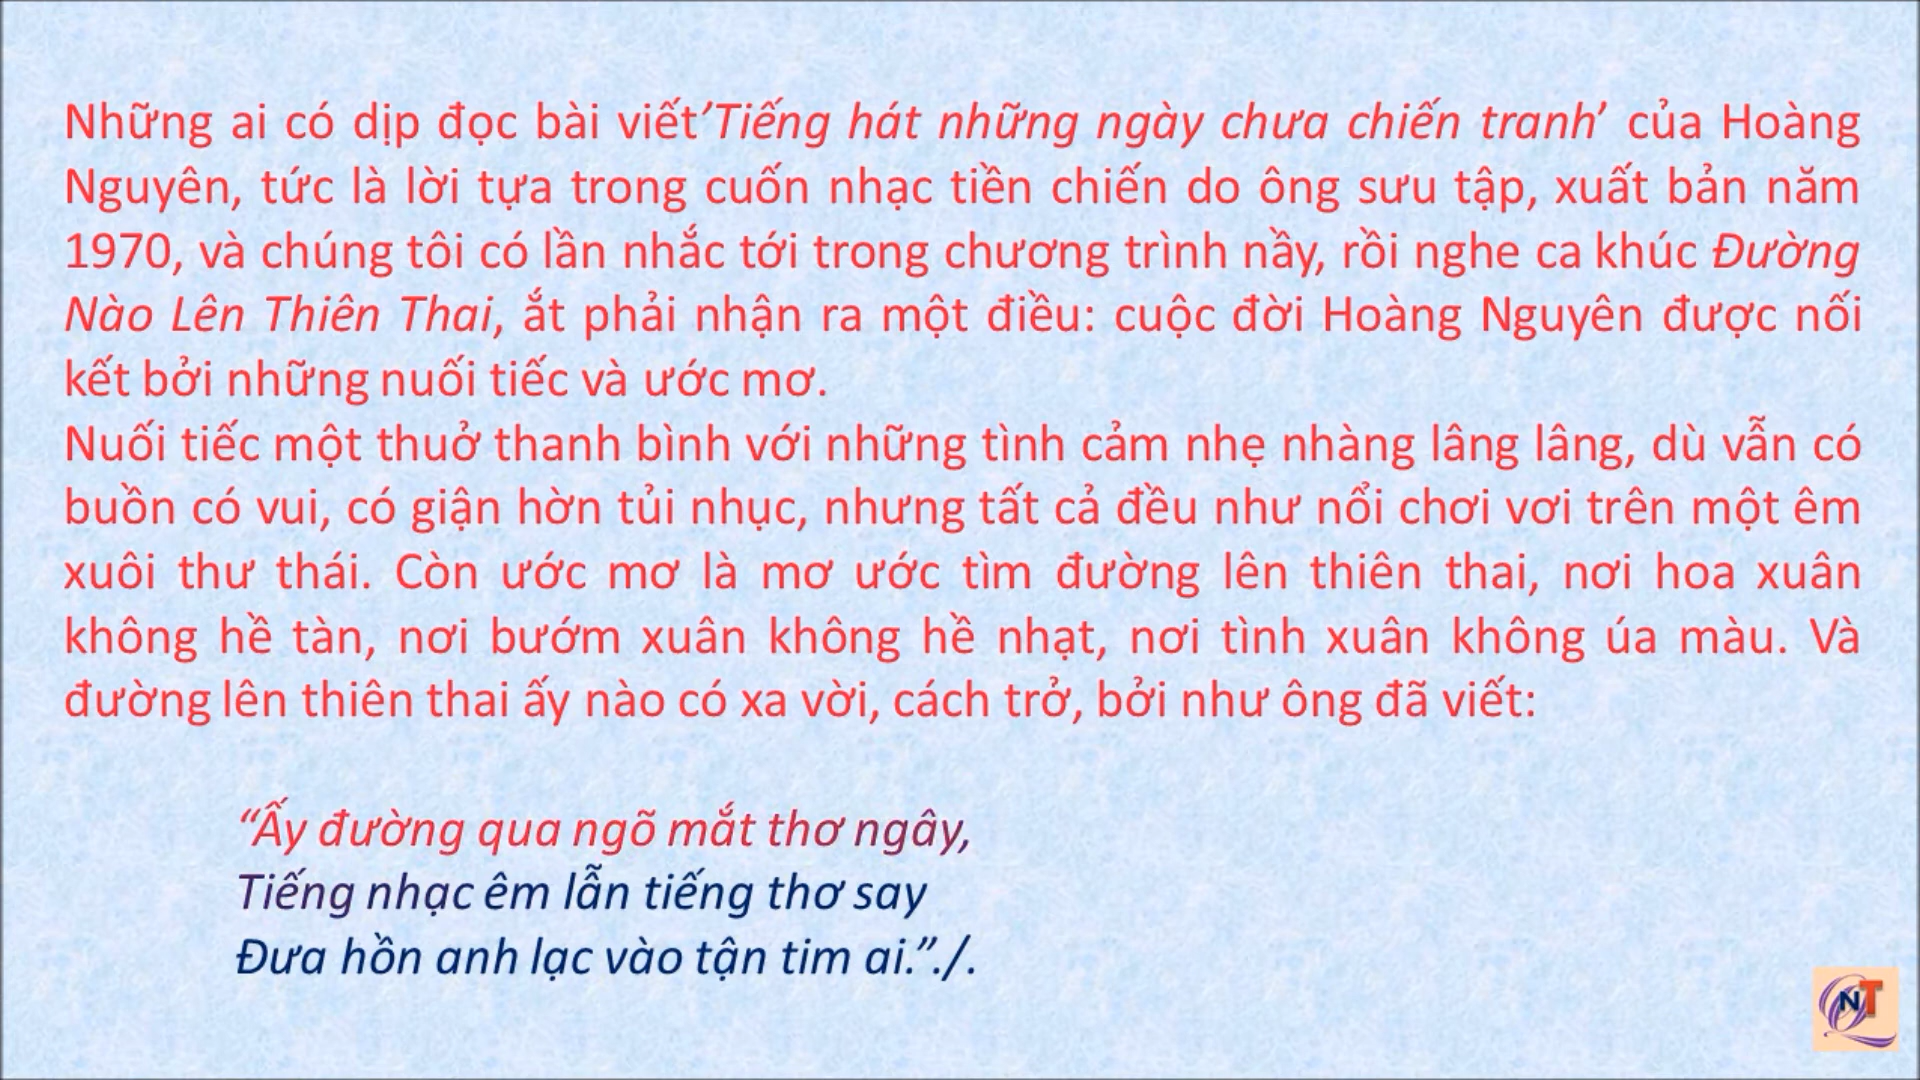 Những ai có dịp đọc bài viết’Tiếng hát những ngày chưa chiến tranh’ của Hoàng
Nguyên, tức là lời tựa trong cuốn nhạc tiền chiến do ông sưu tập, xuất bản năm
1970, và chúng tôi có lần nhắc tới trong chương trình nầy, rồi nghe ca khúc Đường
Nào Lên Thiên Thai, ắt phải nhận ra một điều: cuộc đời Hoàng Nguyên được nối
kết bởi những nuối tiếc và ước mơ.
Nuối tiếc một thuở thanh bình với những tình cảm nhẹ nhàng lâng lâng, dù vẫn có
buồn có vui, có giận hờn tủi nhục, nhưng tất cả đều như nổi chơi vơi trên một êm
xuôi thư thái. Còn ước mơ là mơ ước tìm đường lên thiên thai, nơi hoa xuân
không hề tàn, nơi bướm xuân không hề nhạt, nơi tình xuân không úa màu. Và
đường lên thiên thai ấy nào có xa vời, cách trở, bởi như ông đã viết:
“Ấy đường qua ngõ mắt thơ ngây,
Tiếng nhạc êm lẫn tiếng thơ say
Đưa hồn anh lạc vào tận tim ai.”./.
NT